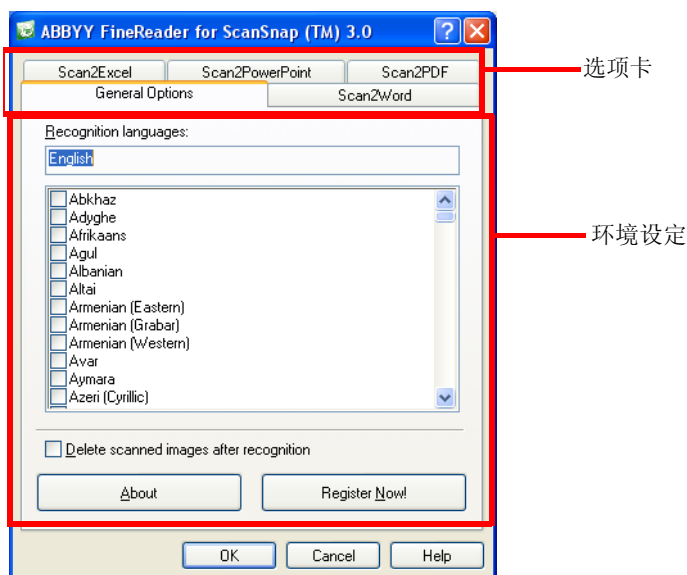 ABBYY FineReader for ScanSnap (TM) 3.0
Scan2Excel Scan2PowerPoint Scan2PDF
选项卡
General Options Scan2Word
Recognition languages:
English
环境设定
Abkhaz
Adyghe
Afrikaans
Agul
Albanian
Altai
Armenian (Eastern)
Armenian (Grabar)
Armenian (Western)
Avar
Aymara
Azeri (Cyrillic)
Delete scanned images after recognition
About Register Now!
OK Cancel Help